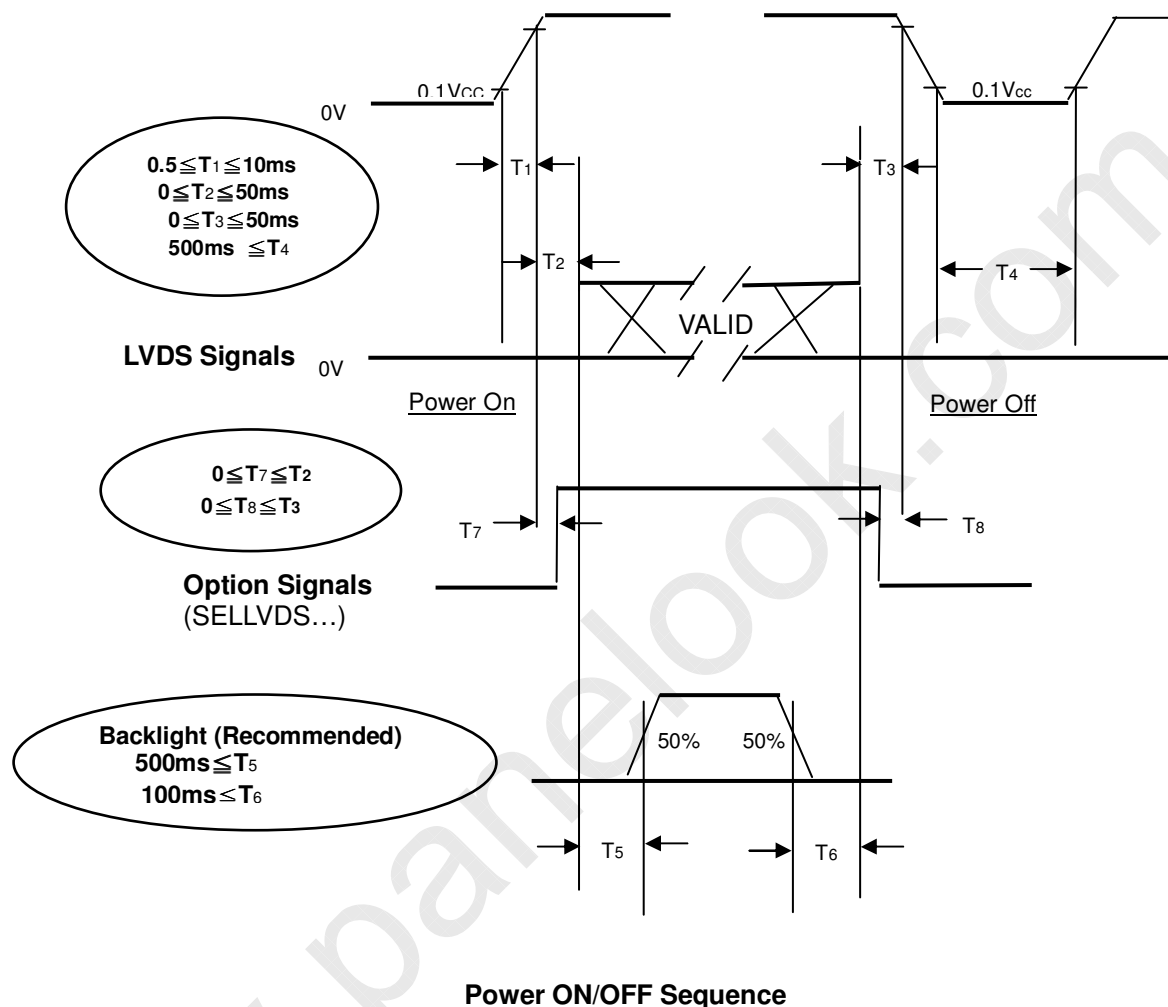 0.1Vcc
0.1Vcc
0V
0.5≦T1≦10ms
0≦T2≦50ms
0≦T3≦50ms
500ms ≦T4
T1
T3
T2
T4
VALID
LVDS Signals
0V
Power On
Power Off
0≦T7≦T2
0≦T8≦T3
T7
T8
Option Signals
(SELLVDS…)
Backlight (Recommended)
500ms≦T5
100ms≦T6
50%
50%
T5
T6
panelook.com
Power ON/OFF Sequence